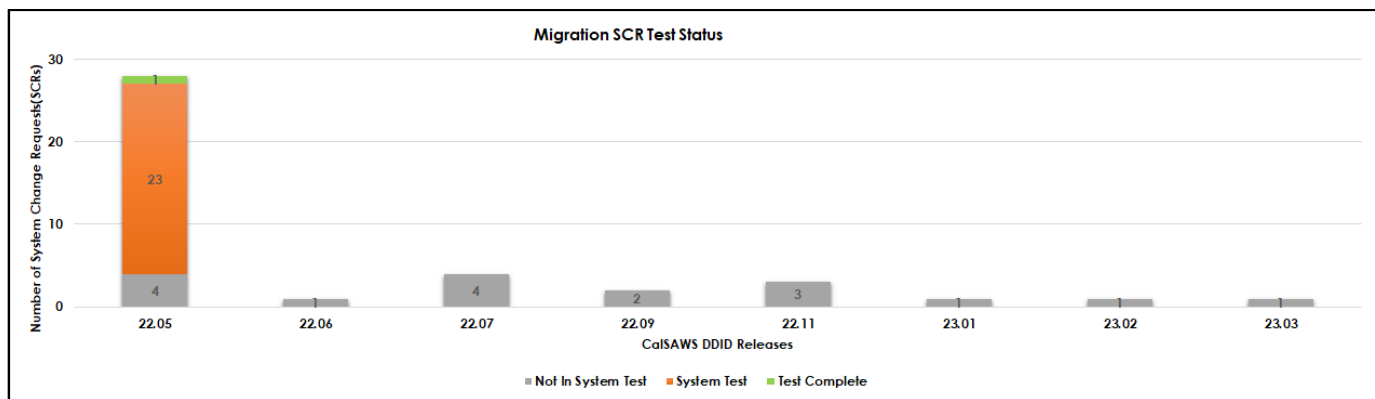 Migration SCR Test Status
Number of System Change Requests(SCRs)
30
20
10
0
1
23
4
1
4
2
3
1
1
1
22.05 22.06 22.07 22.09 22.11 23.01 23.02 23.03
CalSAWS DDID Releases
Not In System Test System Test Test Complete